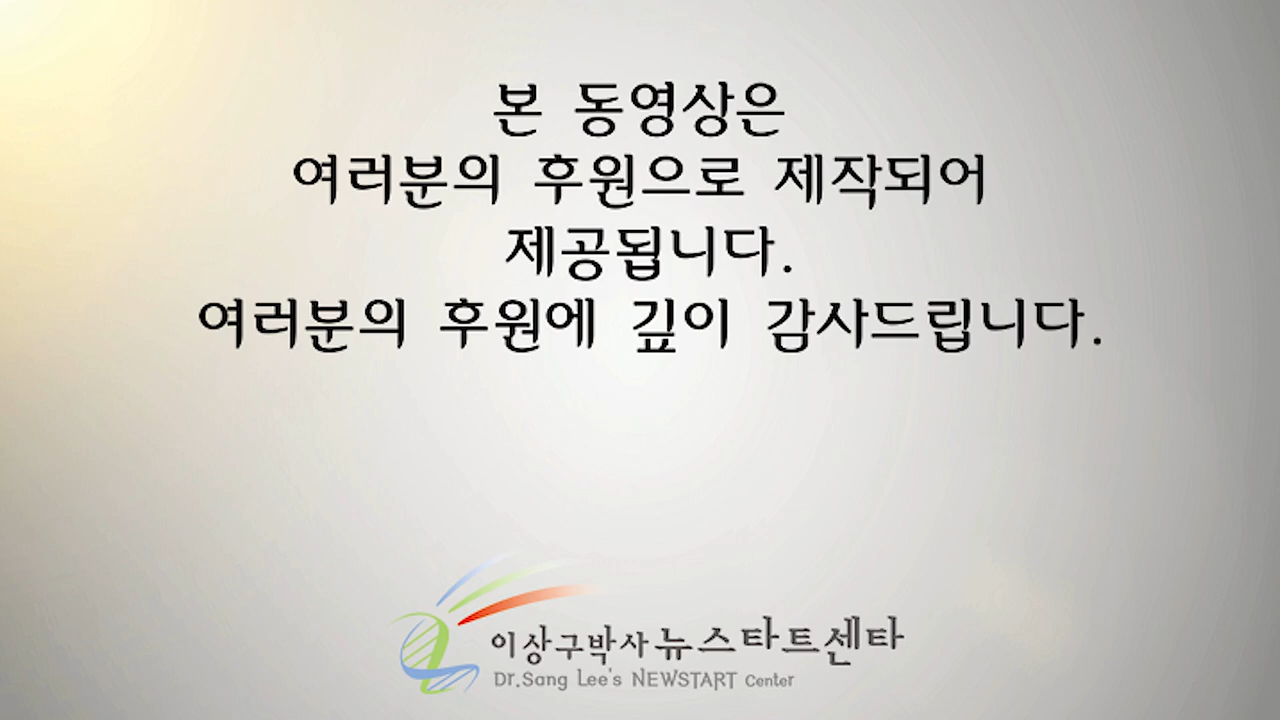 본 동영상은
여러분의 후원으로 제작되어
제공됩니다.
여러분의 후원에 깊이 감사드립니다.
이상구박사 뉴스타트센타
Dr.Sang Lee's NEWSTART Center